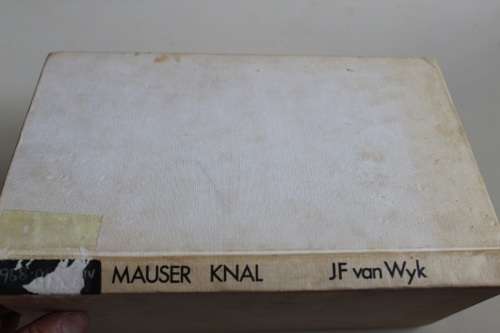 MAUSER KNAL JF van Wyk